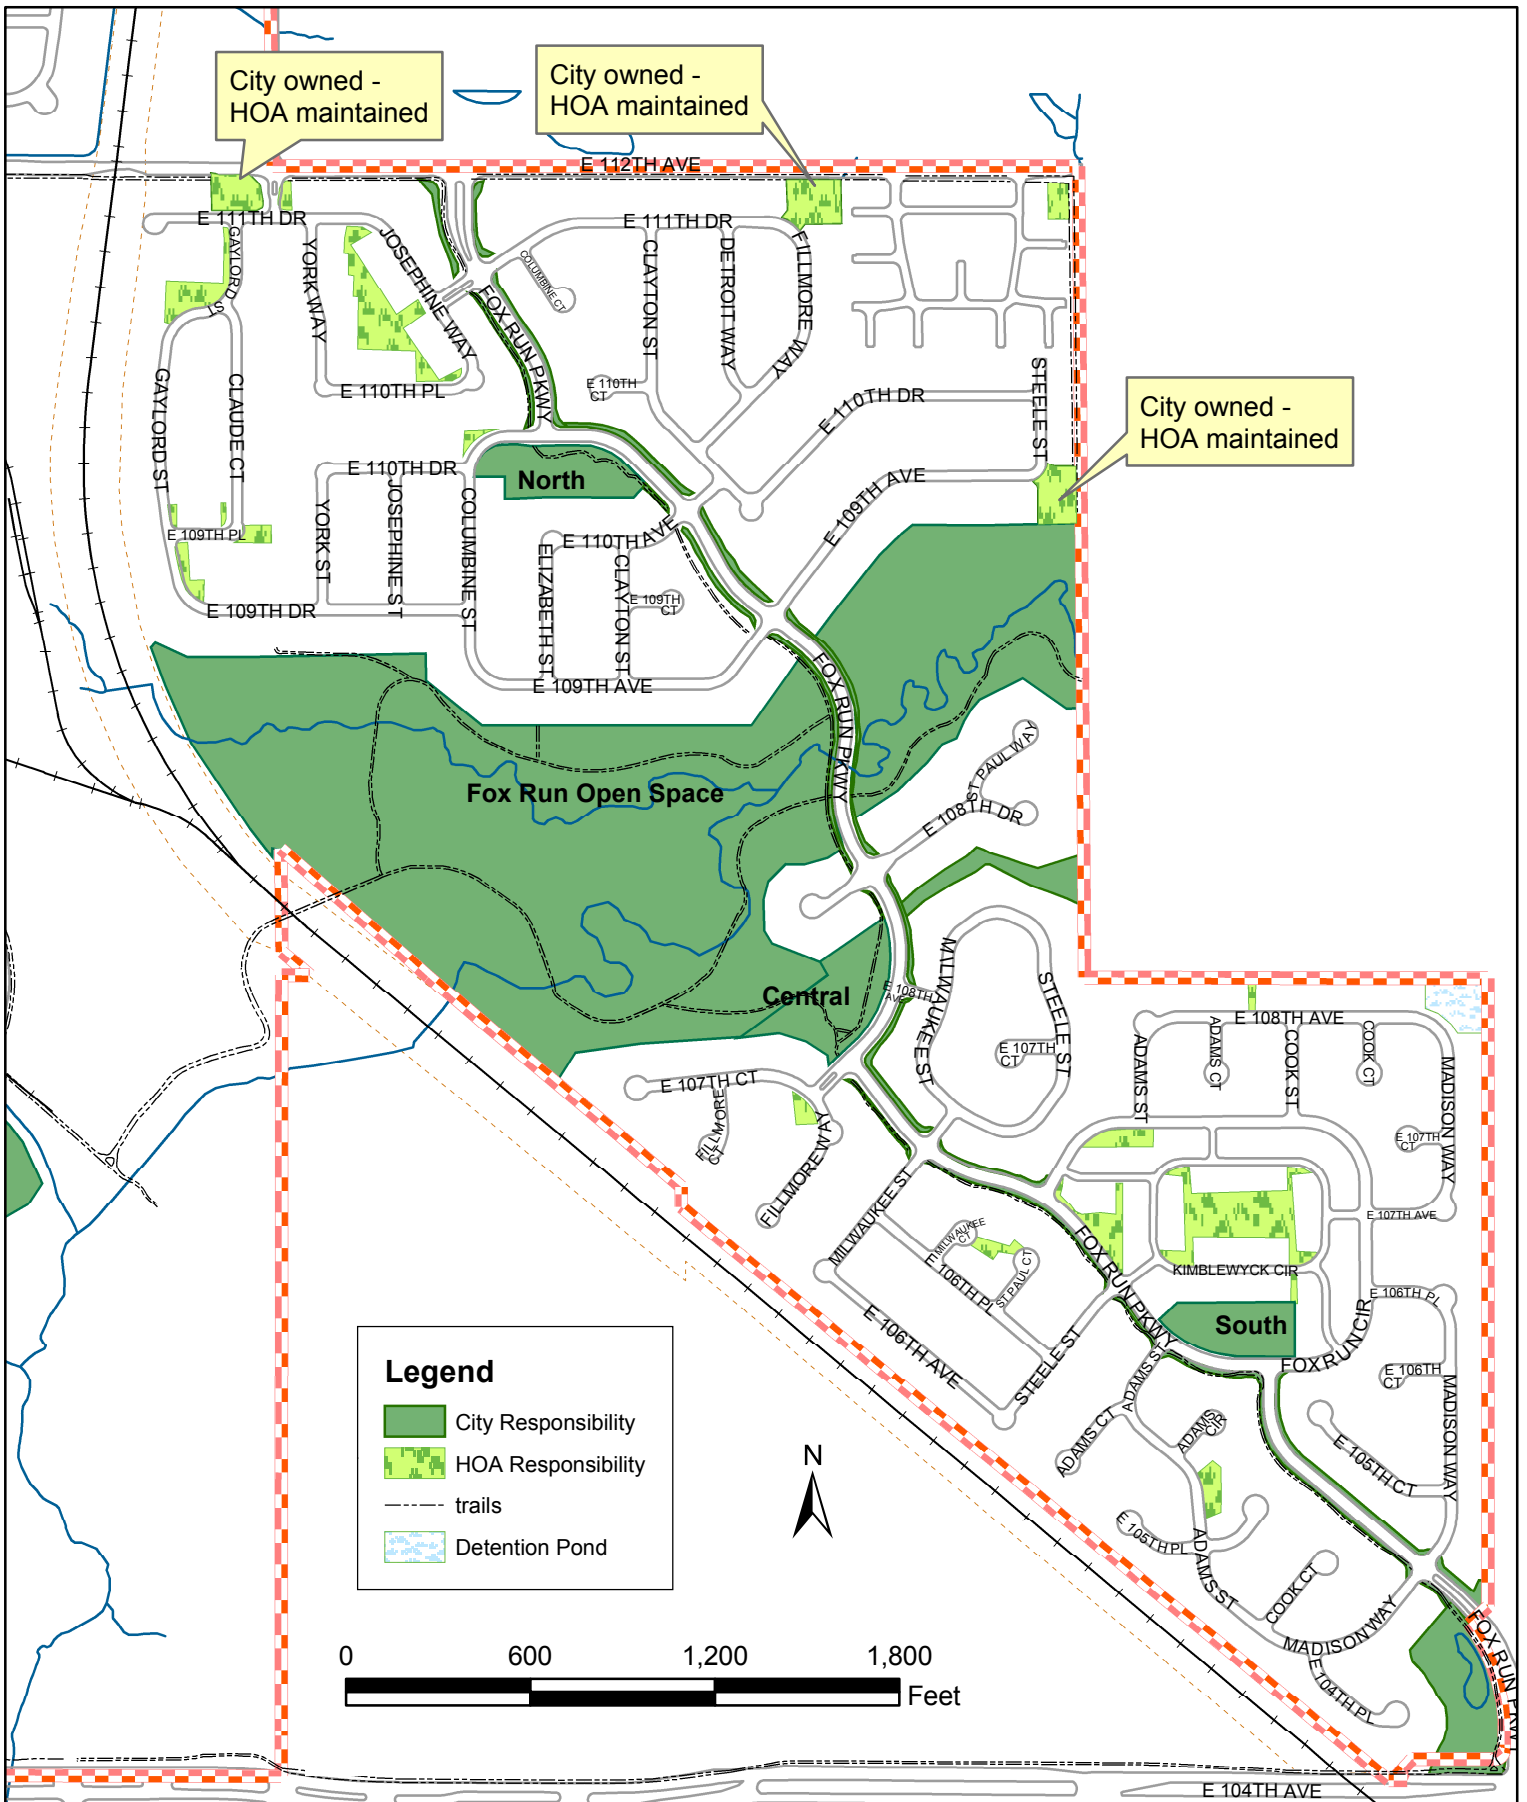 City owned -
HOA maintained
City owned -
HOA maintained
E 112TH AVE
E 111TH DR
E 111TH DR
GAYLORD ST
YORK WAY
JOSEPHINE WAY
COLUMBINE CT
CLAYTON ST
DETROIT WAY
FILLMORE WAY
FOX RUN PKWY
E 110TH PL
E 110TH
CT
E 110TH DR
STEELE ST
City owned -
HOA maintained
GAYLORD ST
CLAUDE CT
E 110TH DR
North
E 109TH AVE
E 109TH PL
YORK ST
JOSEPHINE ST
COLUMBINE ST
E 110TH AVE
ELIZABETH ST
CLAYTON ST
E 109TH
CT
E 109TH DR
E 109TH AVE
FOX RUN PKWY
ST PAUL WAY
Fox Run Open Space
E 108TH DR
Central
E 108TH
AVE
MILWAUKEE ST
STEELE ST
E 107TH
CT
E 108TH AVE
ADAMS ST
ADAMS CT
COOK ST
COOK CT
MADISON WAY
E 107TH CT
FILLMORE
CT
FILLMORE WAY
E 107TH
CT
MILWAUKEE ST
E 107TH AVE
MILWAUKEE
CT
E 106TH PL
ST PAUL CT
FOX RUN PKWY
KIMBLEWYCK CIR
E 106TH PL
South
FOX RUN CIR
E 106TH AVE
STEELE ST
ADAMS ST
E 106TH
CT
MADISON WAY
ADAMS CT
ADAMS
CIR
E 105TH CT
E 105TH PL
ADAMS ST
COOK CT
MADISON WAY
E 104TH PL
FOX RUN PKWY
E 104TH AVE
Legend
City Responsibility
HOA Responsibility
trails
Detention Pond
N
0 600 1,200 1,800
Feet